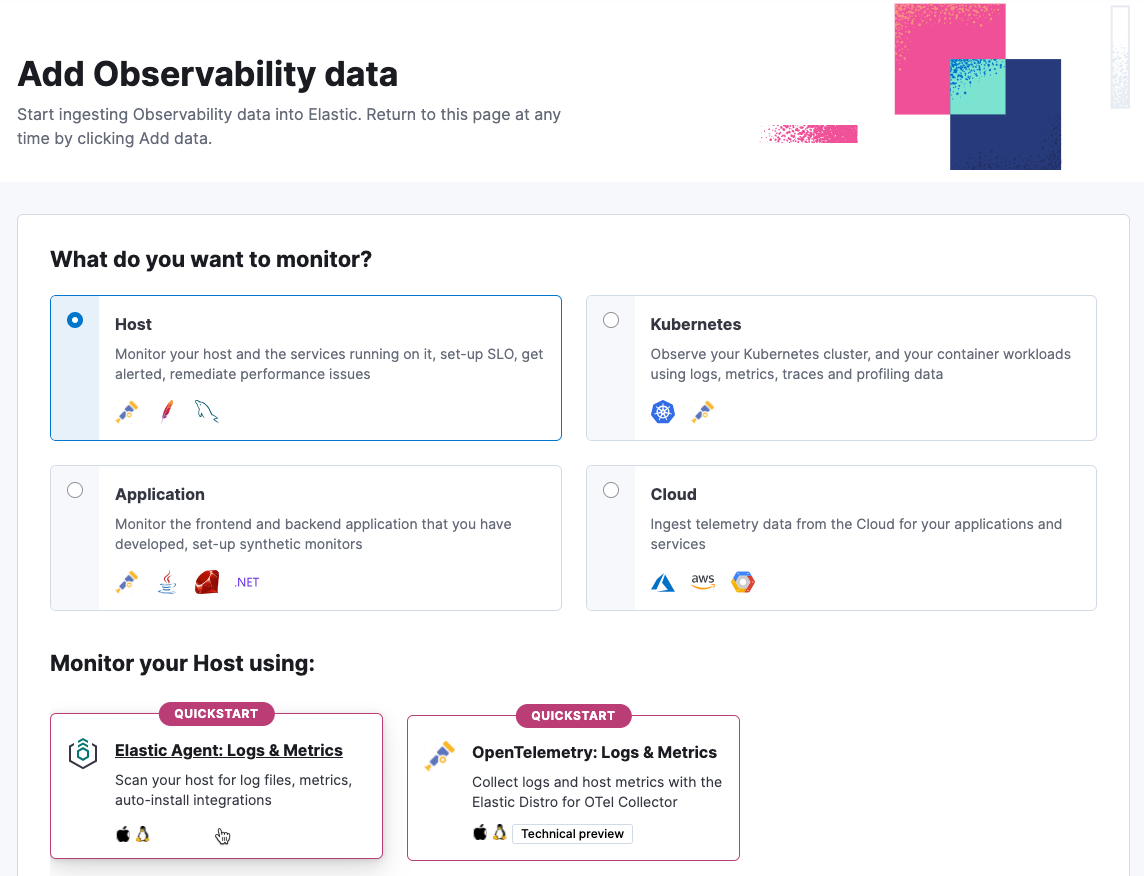 Add Observability data
Start ingesting Observability data into Elastic. Return to this page at any
time by clicking Add data.
What do you want to monitor?
Host
Monitor your host and the services running on it, set-up SLO, get
alerted, remediate performance issues
Kubernetes
Observe your Kubernetes cluster, and your container workloads
using logs, metrics, traces and profiling data
Application
Monitor the frontend and backend application that you have
developed, set-up synthetic monitors
.NET
Cloud
Ingest telemetry data from the Cloud for your applications and
services
aws
Monitor your Host using:
QUICKSTART
Elastic Agent: Logs & Metrics
Scan your host for log files, metrics,
auto-install integrations
QUICKSTART
OpenTelemetry: Logs & Metrics
Collect logs and host metrics with the
Elastic Distro for OTel Collector
Technical preview